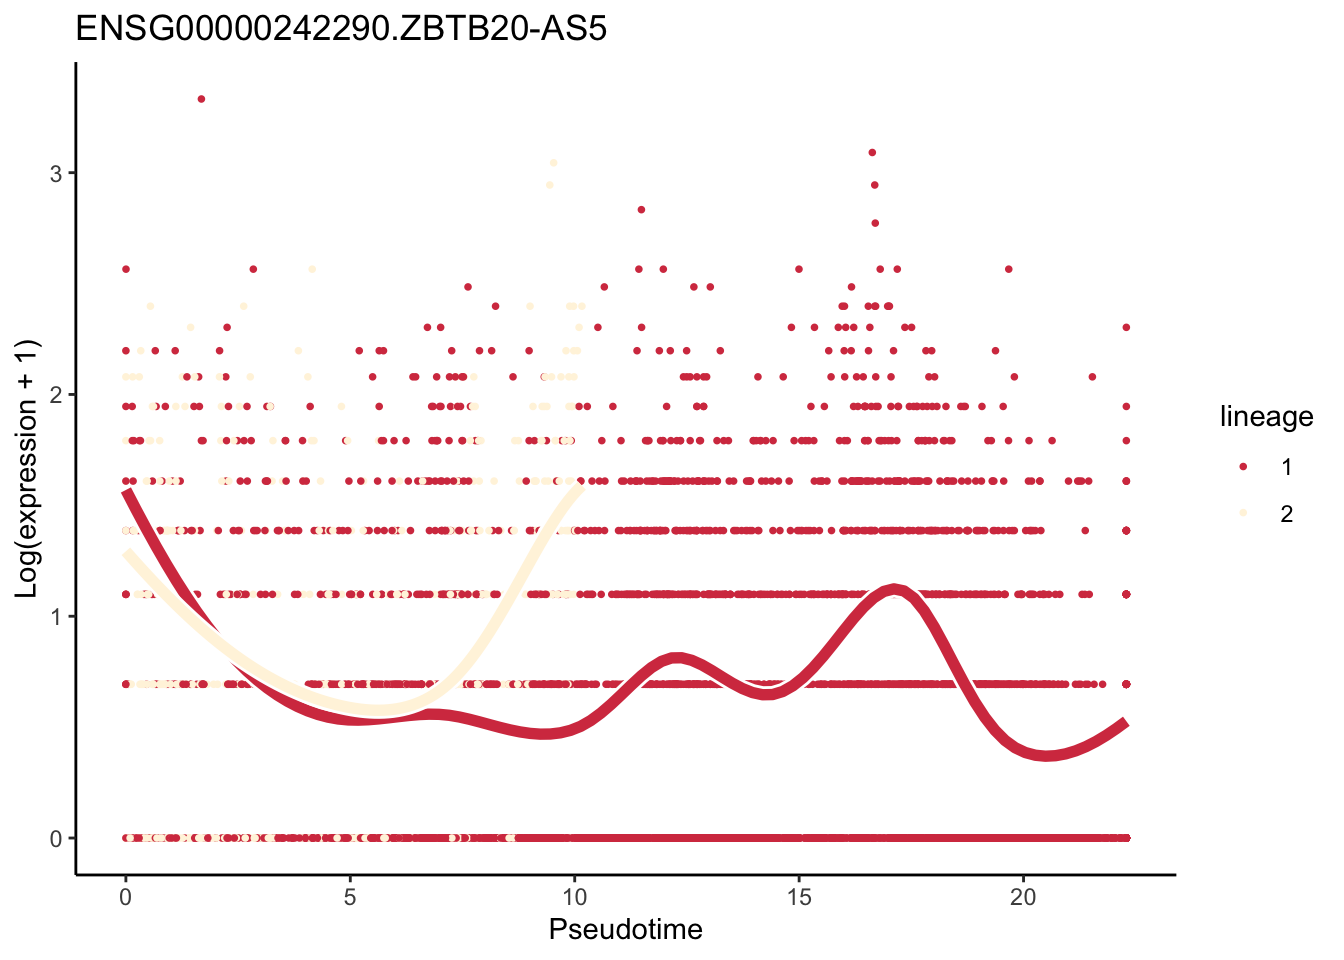 ENSG00000242290.ZBTB20-AS5
3
2
1
0
Log(expression + 1)
0 5 10 15 20
Pseudotime
lineage
1
2